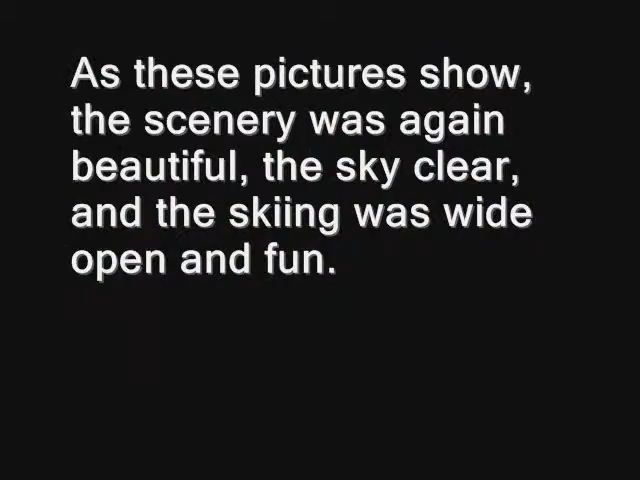 As these pictures show,
the scenery was again
beautiful, the sky clear,
and the skiing was wide
open and fun.